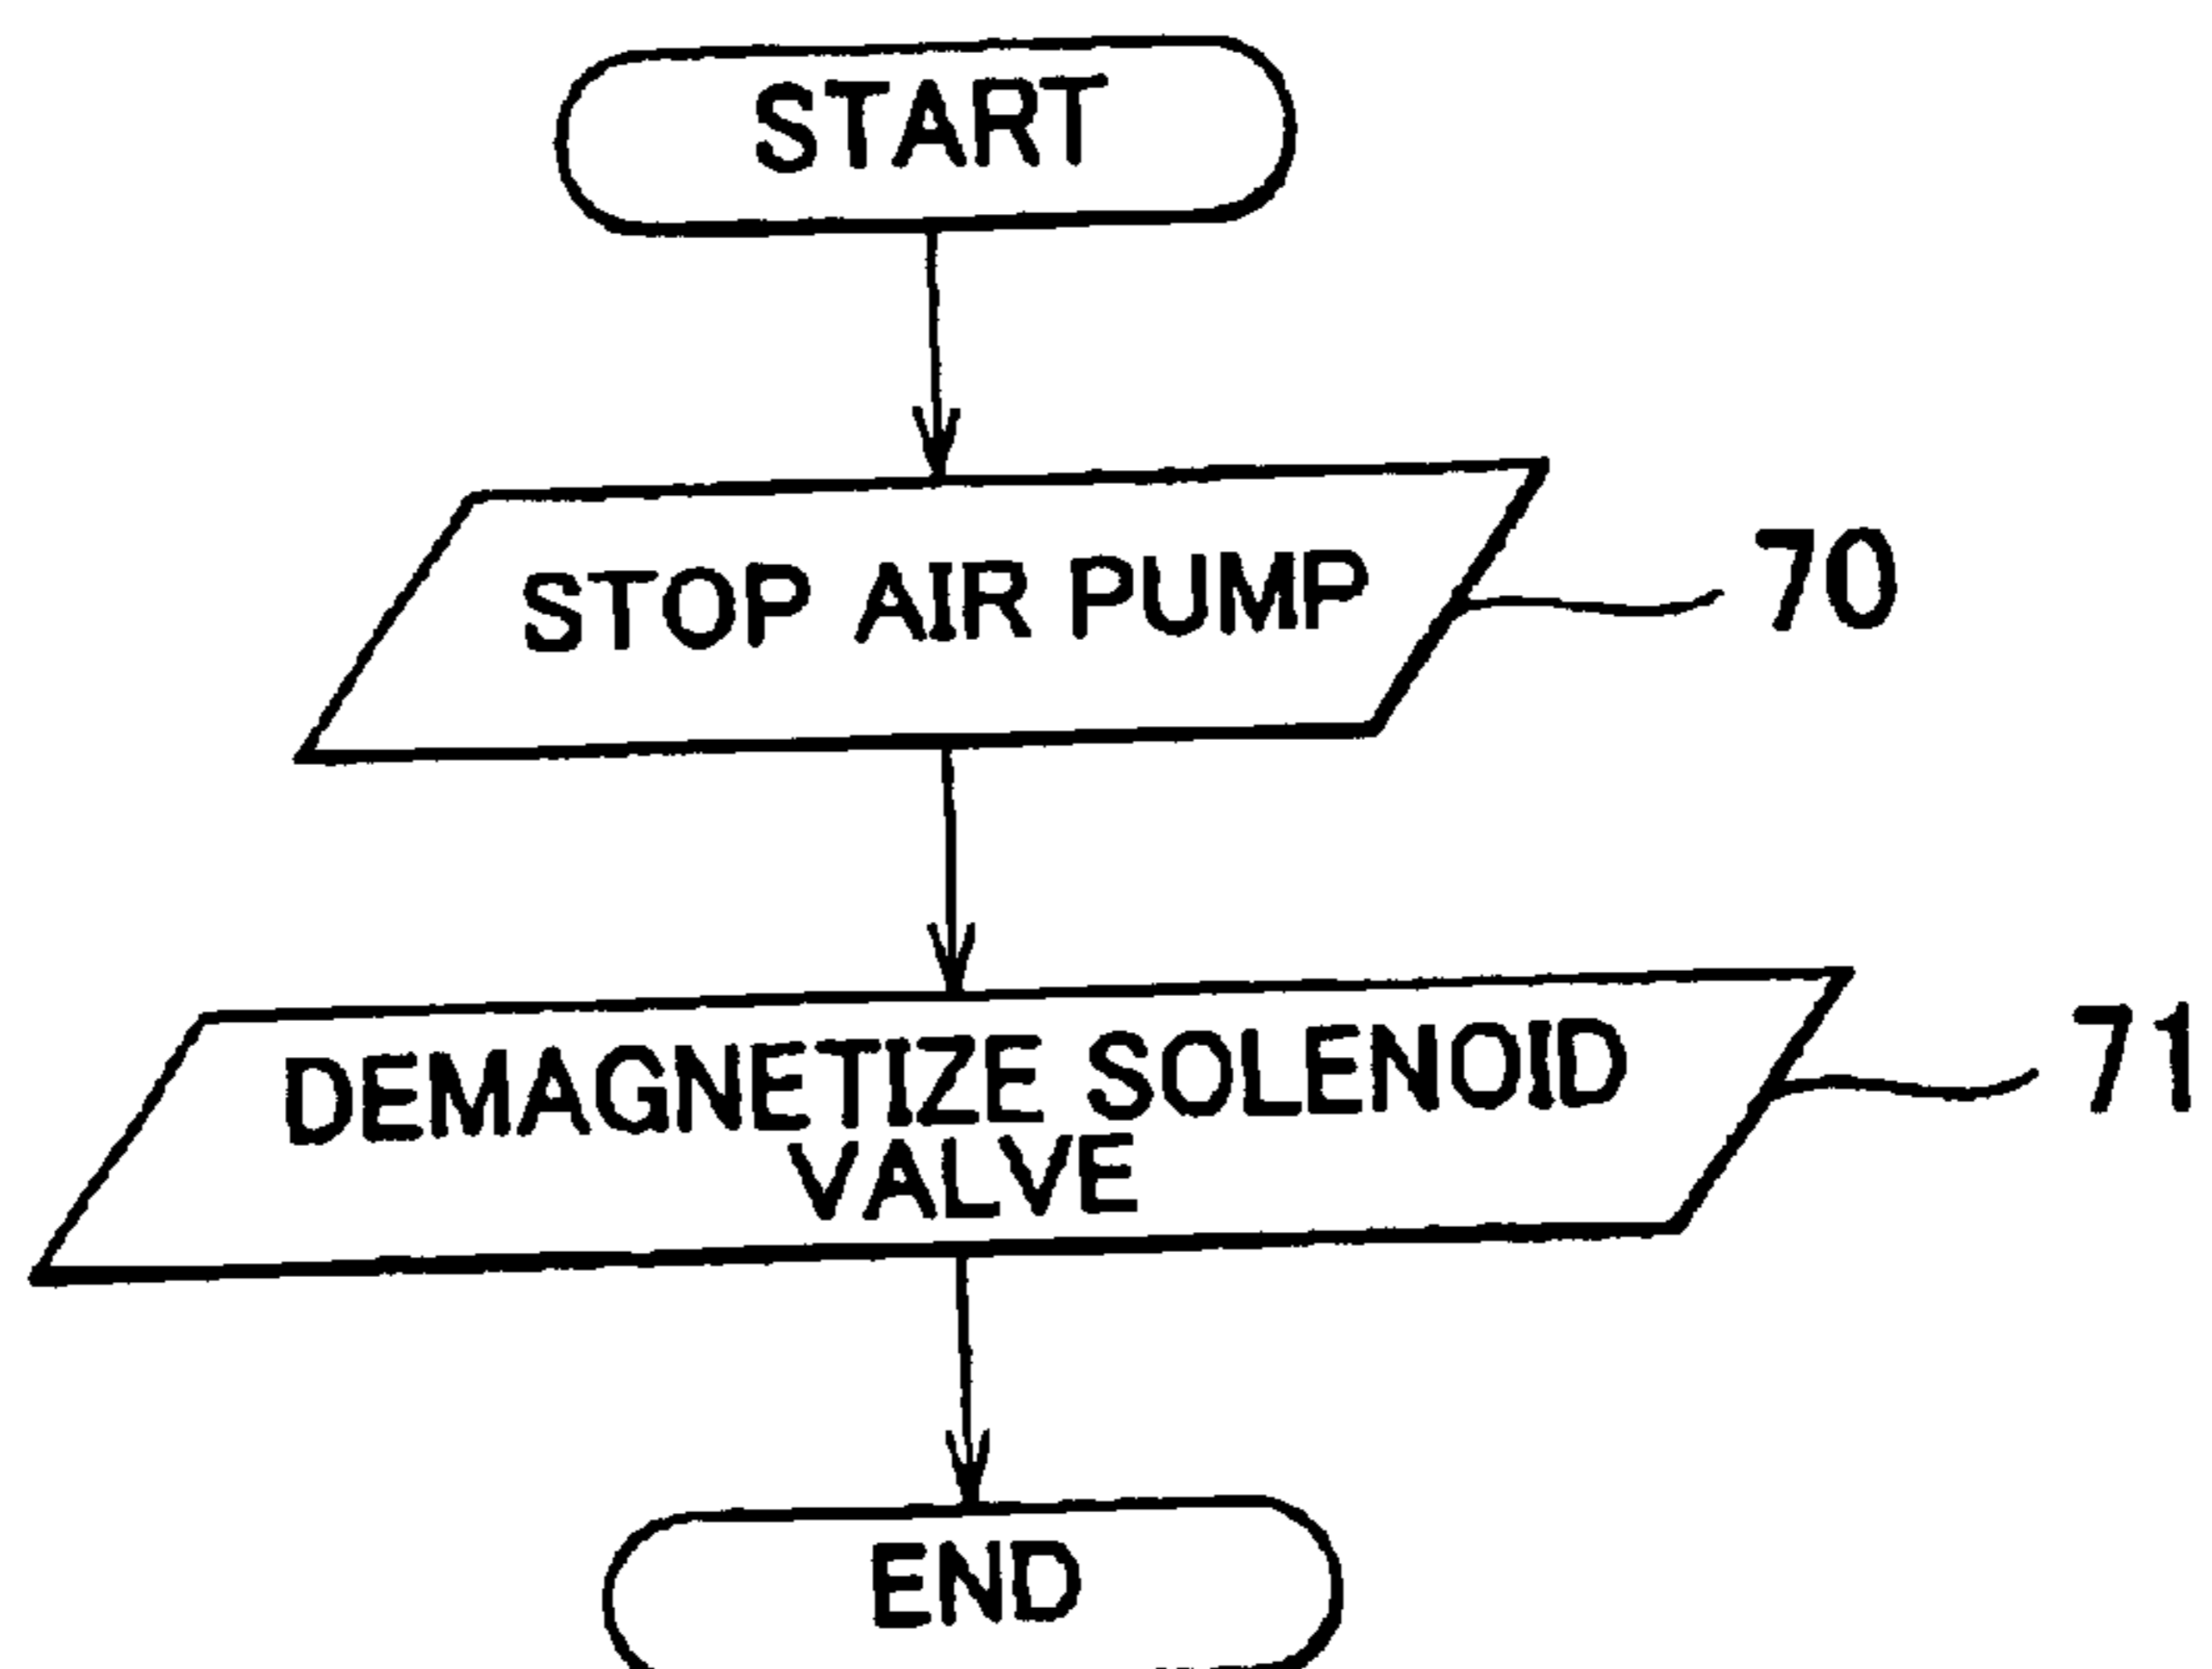 START
STOP AIR PUMP
70
DEMAGNETIZE SOLENOID
VALVE
71
END